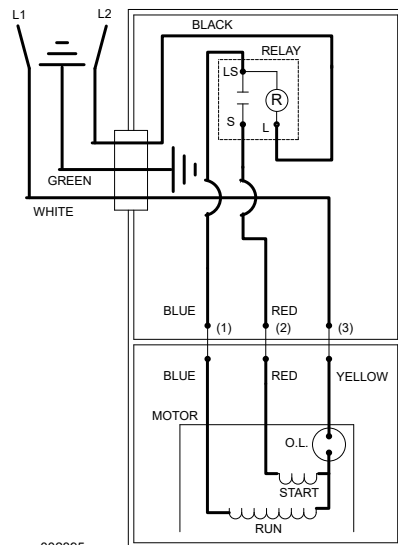 L1
L2
BLACK
RELAY
LS
R
S
L
GREEN
WHITE
BLUE
RED
(1)
(2)
(3)
BLUE
RED
YELLOW
MOTOR
O.L.
START
RUN